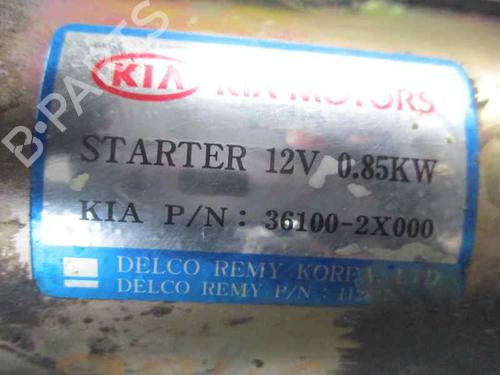 B-PARTS
KIA KIA MOTORS
STARTER 12V 0.85KW
KIA P/N: 36100-2X000
DELCO REMY KOREA LTD
DELCO REMY P/N :